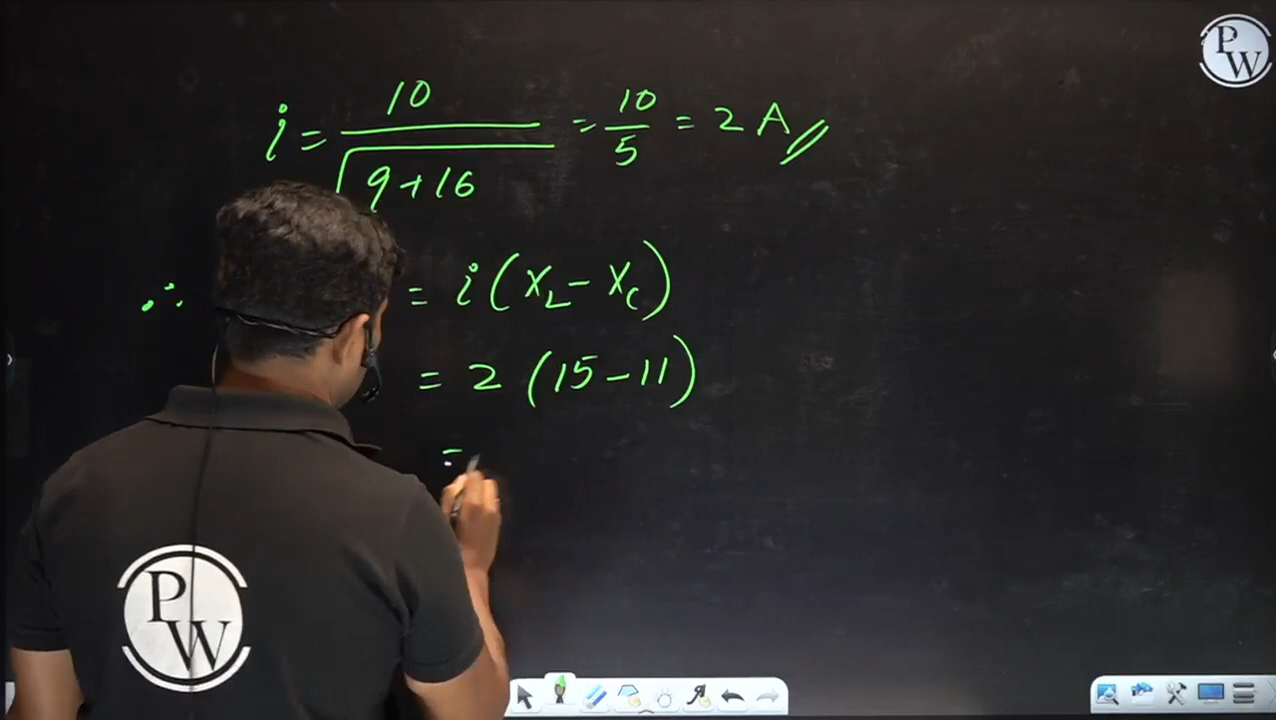 PW
i = 10 / √(9+16) = 10/5 = 2 A
∴ = i (X_L - X_C)
= 2 (15 - 11)
=
PW